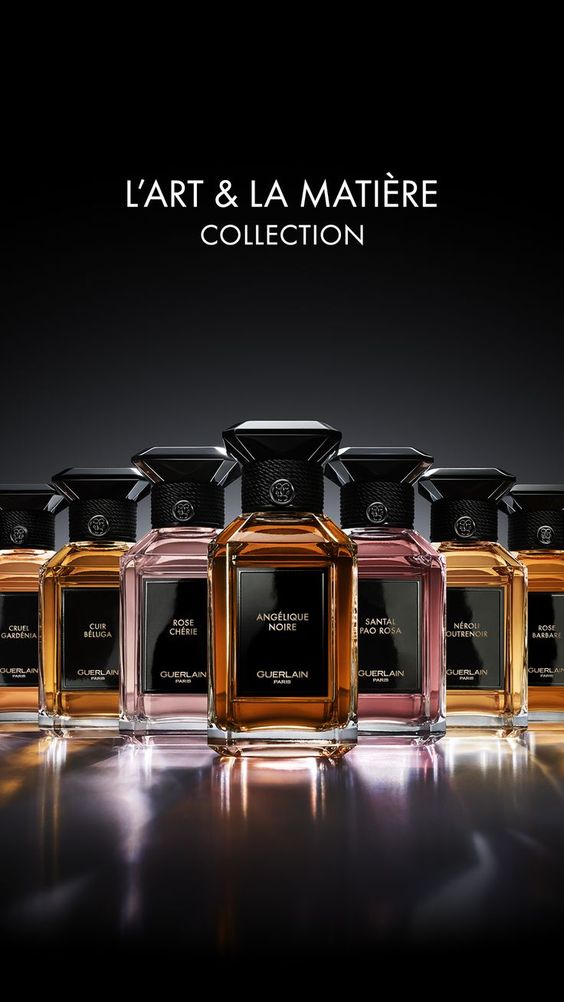 L'ART & LA MATIÈRE
COLLECTION
CRUEL
GARDÉNIA
GUERLAIN
PARIS
CUIR
BÉLUGA
GUERLAIN
PARIS
ROSE
CHÉRIE
GUERLAIN
PARIS
ANGÉLIQUE
NOIRE
GUERLAIN
PARIS
SANTAL
PAO ROSA
GUERLAIN
PARIS
NÉROLI
OUTRENOIR
GUERLAIN
PARIS
ROSE
BARBARE
GUERLAIN
PARIS